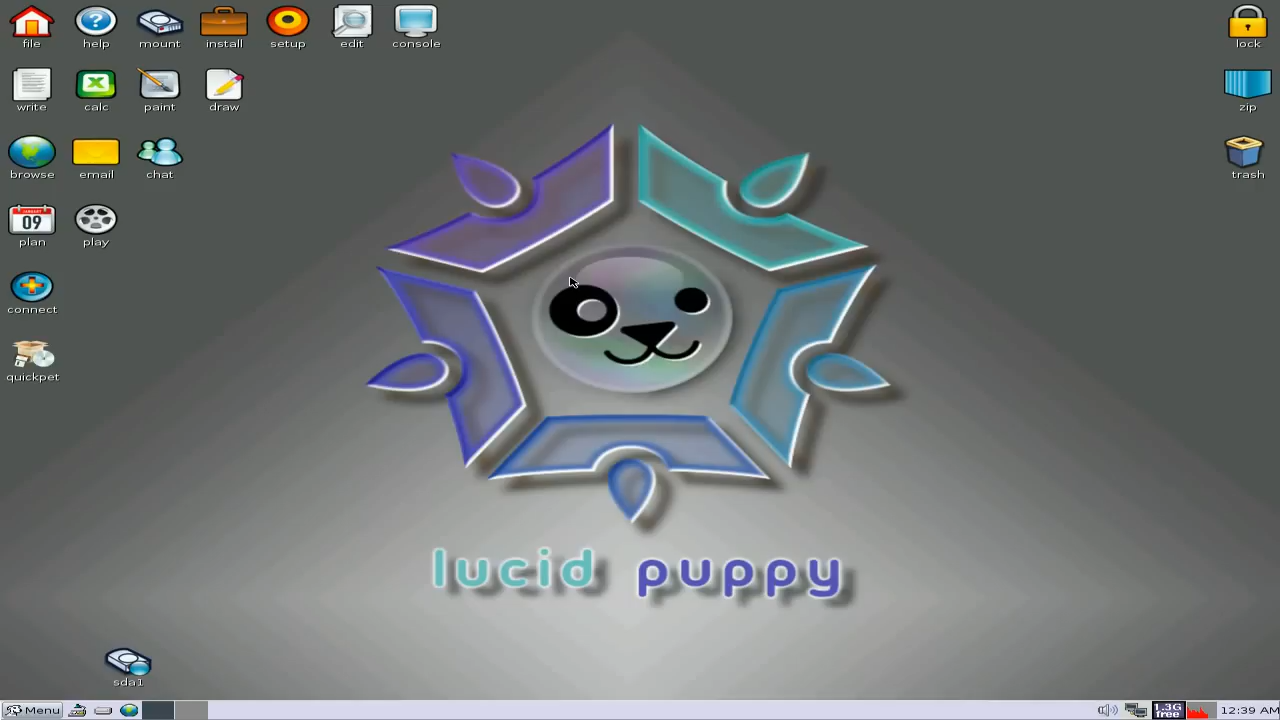 file help mount install setup edit console lock
write calc paint draw zip
browse email chat trash
09
plan play
connect
quickpet
lucid puppy
sda1
Menu 1.3G free 12:39 AM